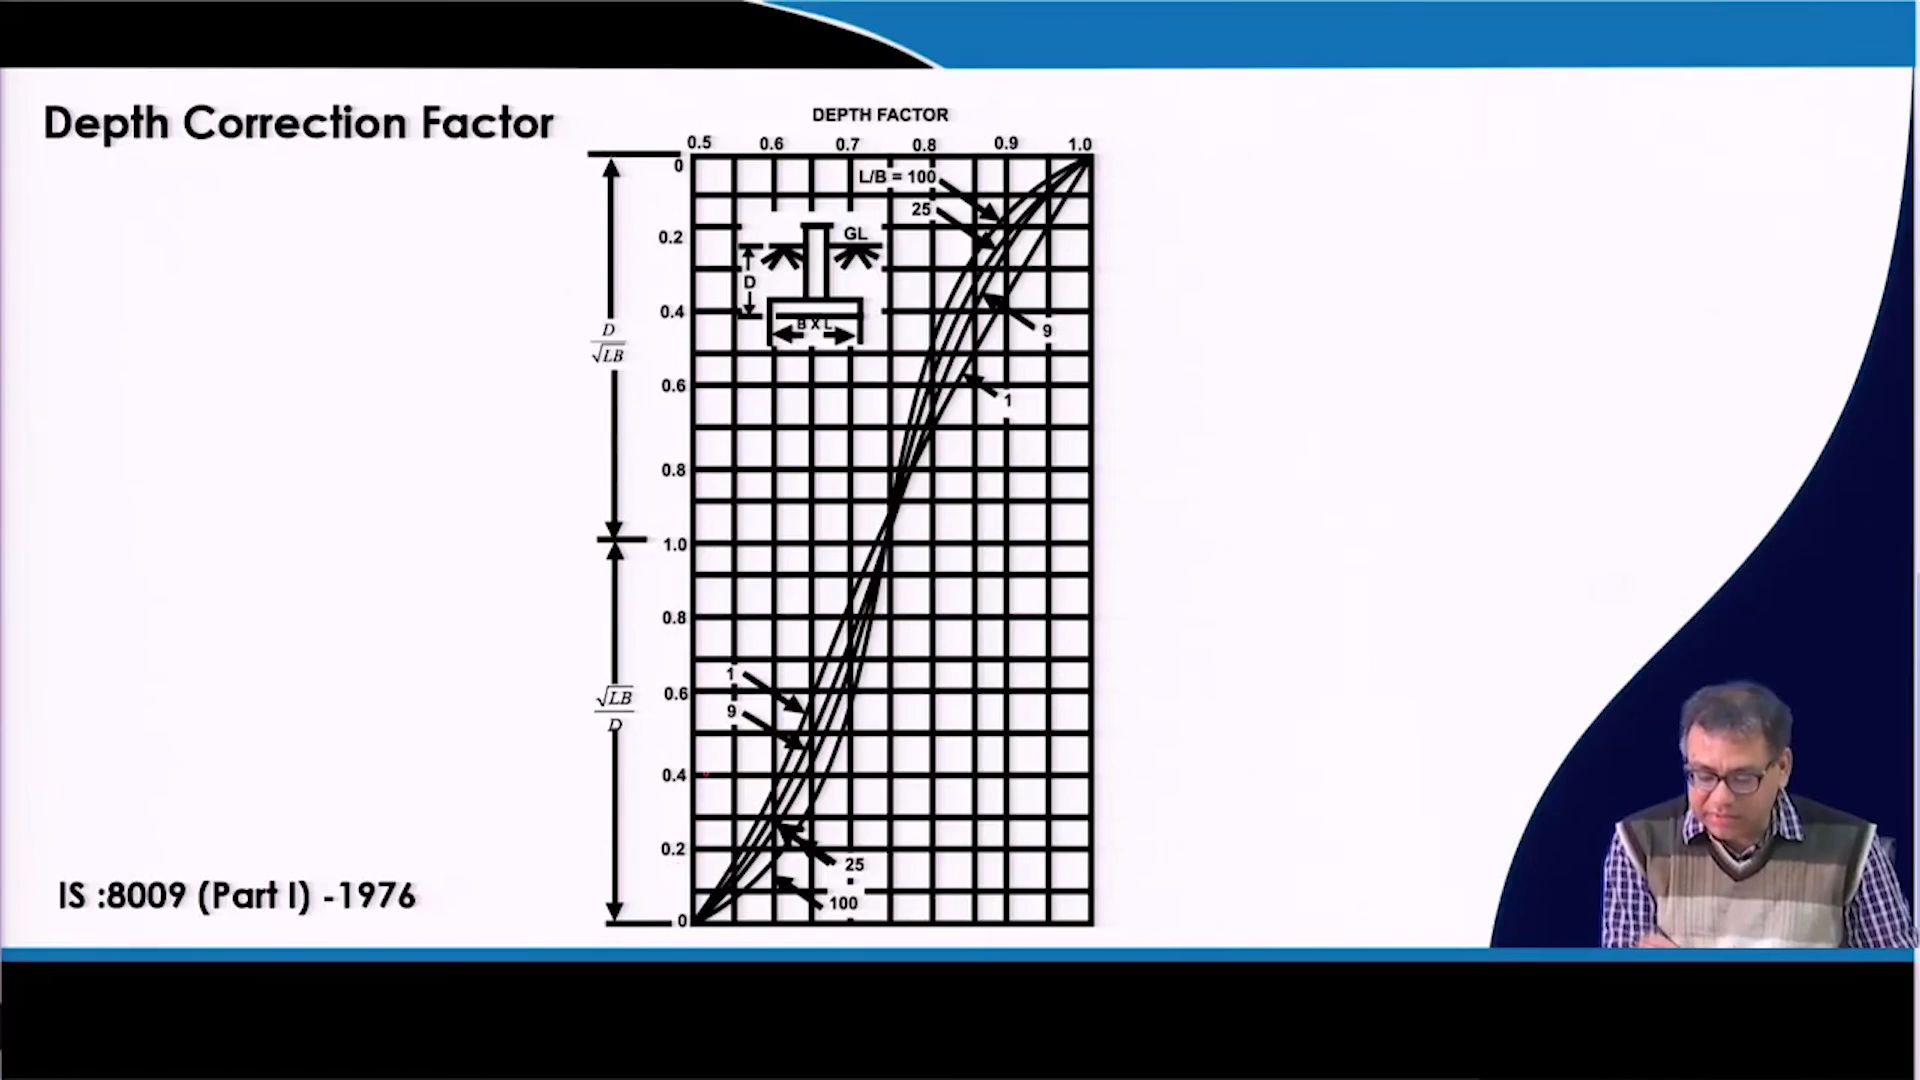 Depth Correction Factor
DEPTH FACTOR
0.5 0.6 0.7 0.8 0.9 1.0
0
L/B = 100
25
0.2
GL
D
0.4
B X L
9
D
√LB
0.6
1
0.8
1.0
0.8
1
0.6
√LB
D
9
0.4
0.2
25
100
0
IS :8009 (Part I) -1976